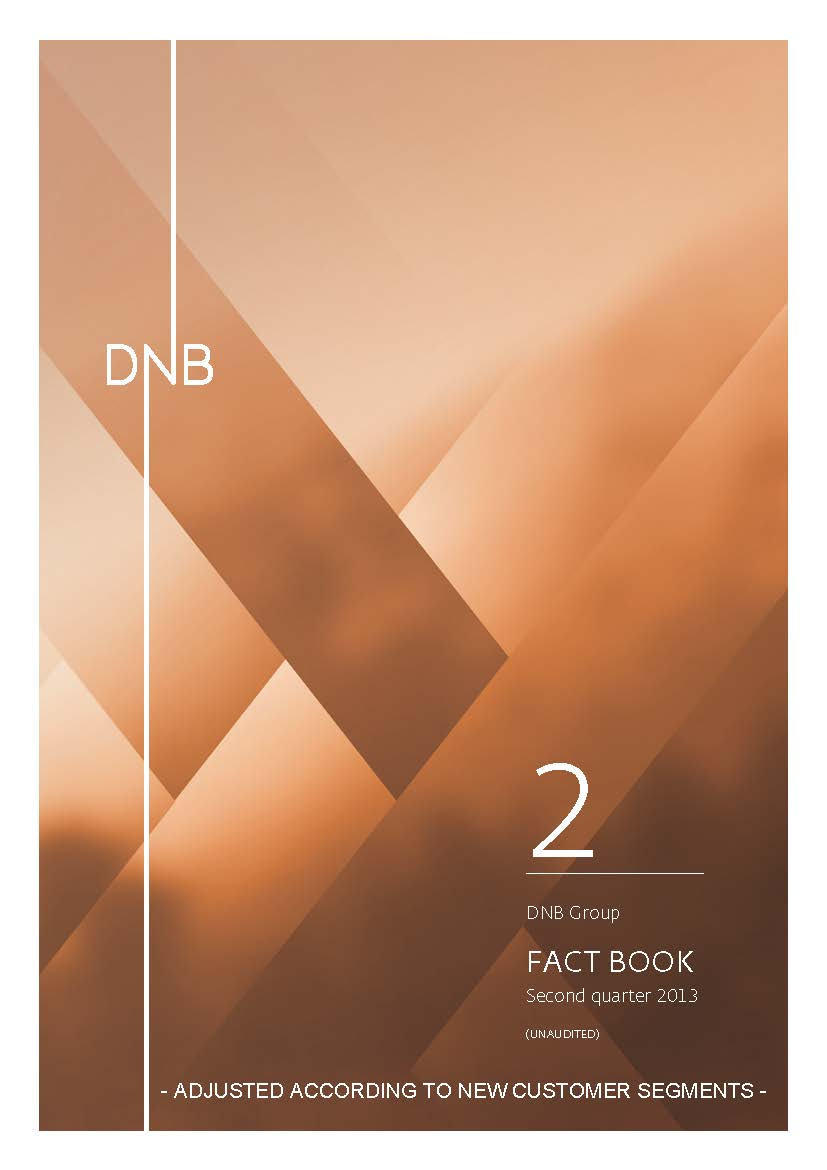 DNB
2
DNB Group
FACT BOOK
Second quarter 2013
(UNAUDITED)
- ADJUSTED ACCORDING TO NEW CUSTOMER SEGMENTS -